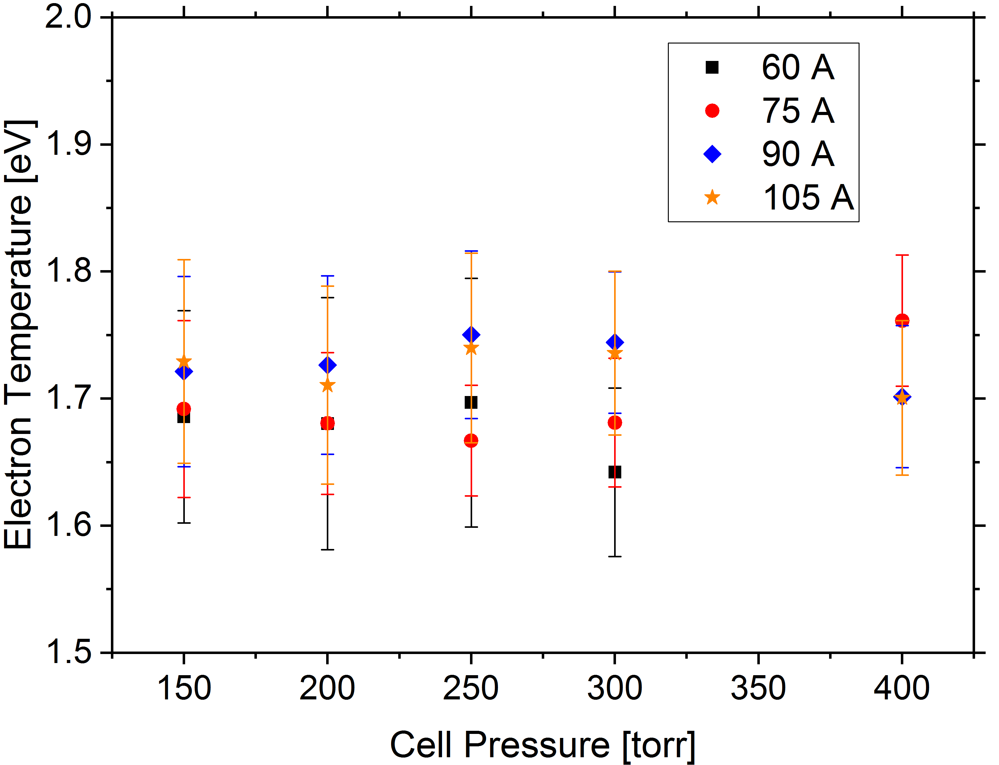 2.0
1.9
1.8
1.7
1.6
1.5
Electron Temperature [eV]
60 A
75 A
90 A
105 A
150 200 250 300 350 400
Cell Pressure [torr]